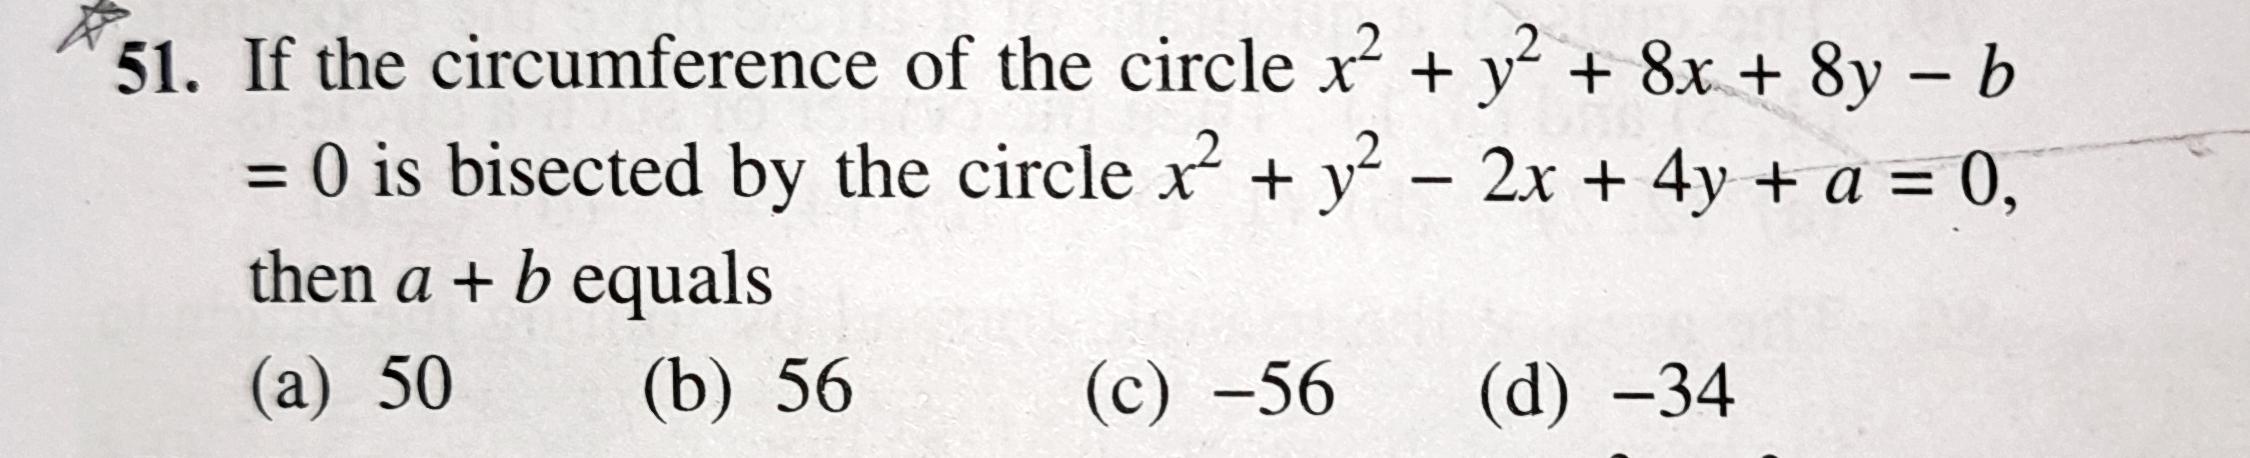 51. If the circumference of the circle x² + y² + 8x + 8y – b
= 0 is bisected by the circle x² + y² – 2x + 4y + a = 0,
then a + b equals
(a) 50 (b) 56 (c) –56 (d) –34